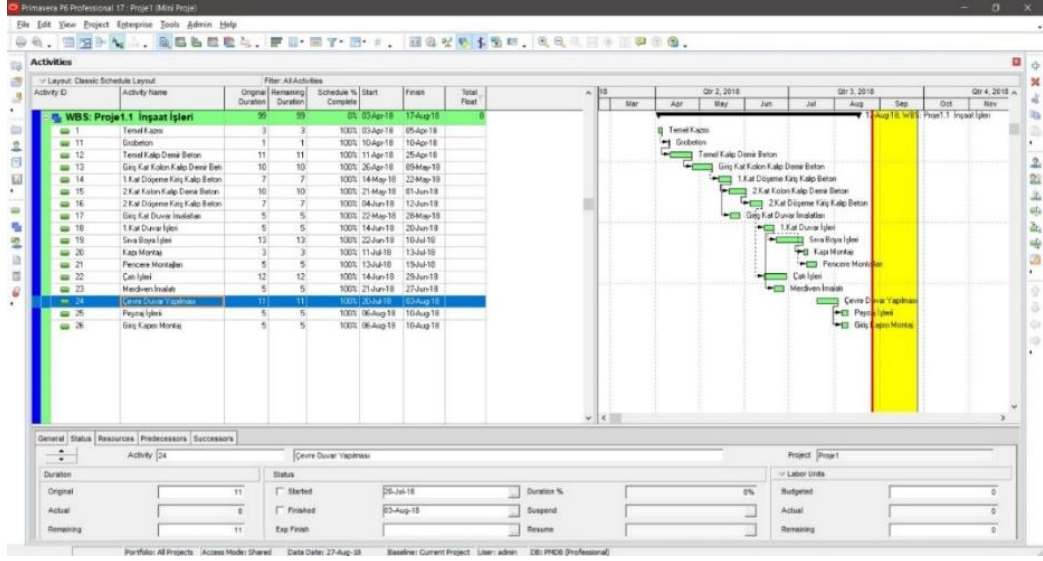 Primavera P6 Professional 17 : Proje1 (Mini Proje)
File Edit View Project Enterprise Tools Admin Help
Activities
Layout: Classic Schedule Layout Filter: All Activities
Activity ID Activity Name Original Duration Remaining Duration Schedule % Complete Start Finish Total Float
WBS: Proje1.1 İnşaat İşleri 99 99 0% 03-Apr-18 17-Aug-18 0
1 Temel Kazısı 3 3 100% 03-Apr-18 05-Apr-18
11 Grobeton 1 1 100% 10-Apr-18 10-Apr-18
12 Temel Kalıp Demir Beton 11 11 100% 11-Apr-18 25-Apr-18
13 Giriş Kat Kolon Kalıp Demir Bet 10 10 100% 26-Apr-18 09-May-18
14 1.Kat Döşeme Kiriş Kalıp Beton 7 7 100% 14-May-18 22-May-18
15 2.Kat Kolon Kalıp Demir Beton 10 10 100% 21-May-18 01-Jun-18
16 2.Kat Döşeme Kiriş Kalıp Beton 7 7 100% 04-Jun-18 12-Jun-18
17 Giriş Kat Duvar İmalatları 5 5 100% 22-May-18 28-May-18
18 1.Kat Duvar İşleri 5 5 100% 14-Jun-18 20-Jun-18
19 Sıva Boya İşleri 13 13 100% 22-Jun-18 10-Jul-18
20 Kapı Montajı 3 3 100% 11-Jul-18 13-Jul-18
21 Pencere Montajları 5 5 100% 13-Jul-18 19-Jul-18
22 Çatı İşleri 12 12 100% 14-Jun-18 29-Jun-18
23 Merdiven İmalatı 5 5 100% 21-Jun-18 27-Jun-18
24 Çevre Duvar Yapılması 11 11 100% 20-Jul-18 03-Aug-18
25 Peyzaj İşleri 5 5 100% 06-Aug-18 10-Aug-18
26 Giriş Kapısı Montajı 5 5 100% 06-Aug-18 10-Aug-18
18 Qtr 2, 2018 Qtr 3, 2018 Qtr 4, 2018
Mar Apr May Jun Jul Aug Sep Oct Nov
17-Aug-18, WBS: Proje1.1 İnşaat İşleri
Temel Kazısı
Grobeton
Temel Kalıp Demir Beton
Giriş Kat Kolon Kalıp Demir Beton
1.Kat Döşeme Kiriş Kalıp Beton
2.Kat Kolon Kalıp Demir Beton
2.Kat Döşeme Kiriş Kalıp Beton
Giriş Kat Duvar İmalatları
1.Kat Duvar İşleri
Sıva Boya İşleri
Kapı Montajı
Pencere Montajları
Çatı İşleri
Merdiven İmalatı
Çevre Duvar Yapılması
Peyzaj İşleri
Giriş Kapısı Montajı
General Status Resources Predecessors Successors
Activity 24 Çevre Duvar Yapılması Project Proje1
Duration Status Labor Units
Original 11 Started 20-Jul-18 Duration % 0% Budgeted 0
Actual 0 Finished 03-Aug-18 Suspend Actual 0
Remaining 11 Exp Finish Resume Remaining 0
Portfolio: All Projects Access Mode: Shared Data Date: 27-Aug-18 Baseline: Current Project User: admin DB: PMDB (Professional)